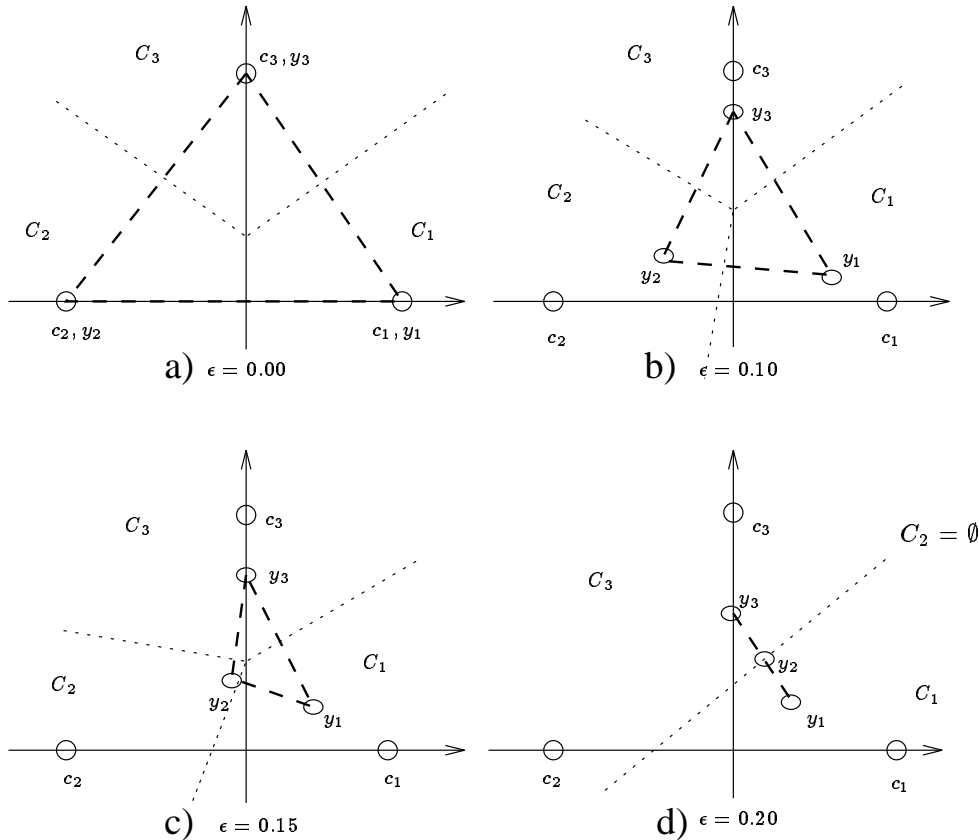 C₃
c₃, y₃
C₂
C₁
c₂, y₂
c₁, y₁
a) ϵ = 0.00
C₃
c₃
y₃
C₂
C₁
y₂
y₁
c₂
c₁
b) ϵ = 0.10
C₃
c₃
y₃
C₂
C₁
y₂
y₁
c₂
c₁
c) ϵ = 0.15
c₃
C₂ = ∅
C₃
y₃
y₂
y₁
C₁
c₂
c₁
d) ϵ = 0.20